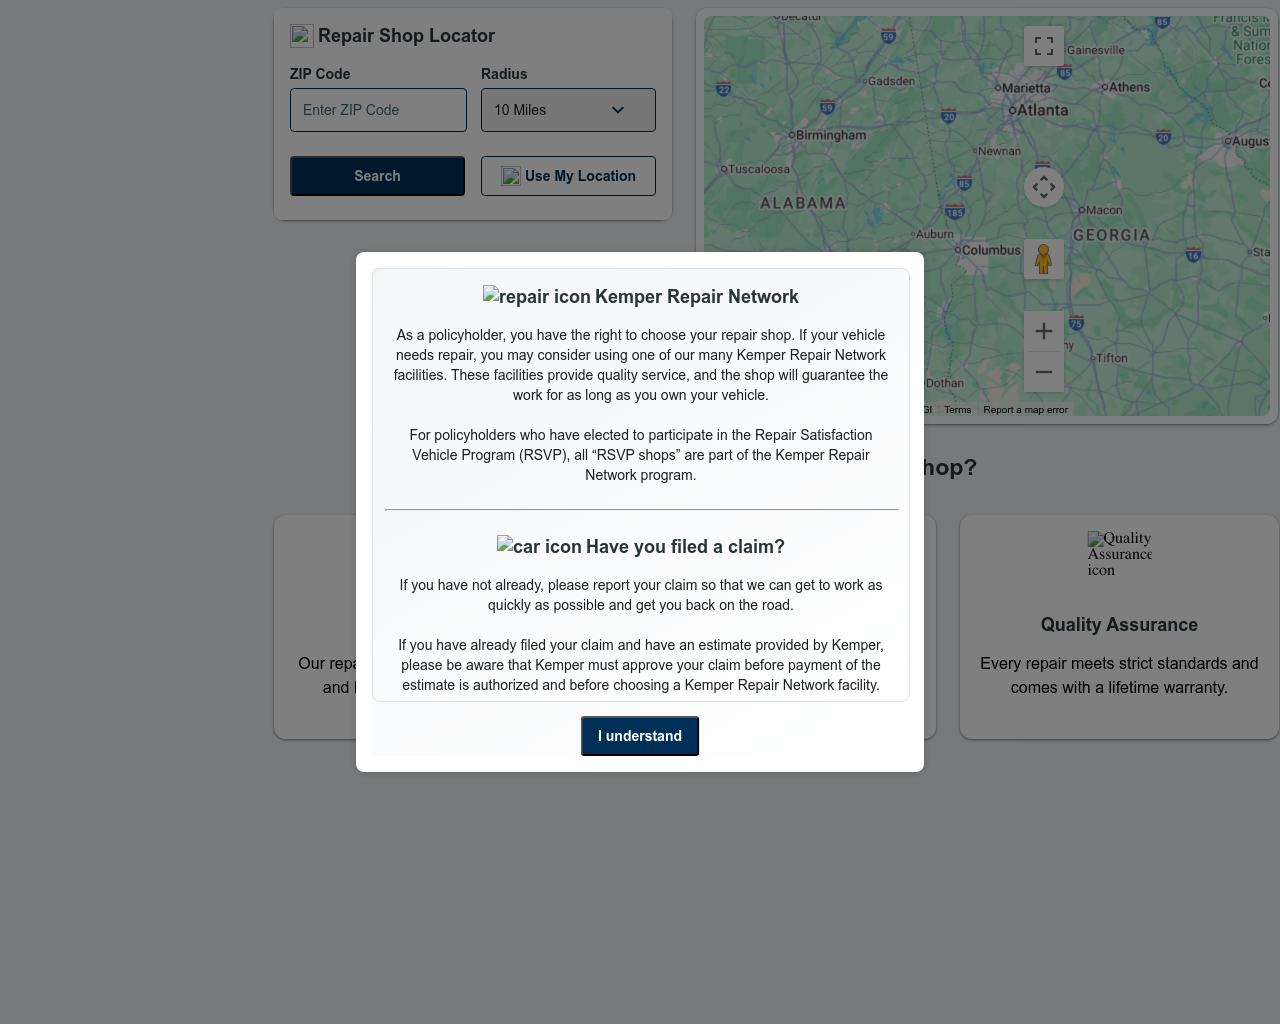 Repair Shop Locator
ZIP Code
Radius
Enter ZIP Code
10 Miles
Search
Use My Location
Decatur
Gainesville
Gadsden
Marietta
Athens
Atlanta
Birmingham
Newnan
Tuscaloosa
ALABAMA
Macon
Auburn
GEORGIA
Columbus
Tifton
Dothan
59
85
85
22
59
20
20
85
185
16
75
Terms
Report a map error
repair icon Kemper Repair Network
As a policyholder, you have the right to choose your repair shop. If your vehicle
needs repair, you may consider using one of our many Kemper Repair Network
facilities. These facilities provide quality service, and the shop will guarantee the
work for as long as you own your vehicle.
For policyholders who have elected to participate in the Repair Satisfaction
Vehicle Program (RSVP), all “RSVP shops” are part of the Kemper Repair
Network program.
car icon Have you filed a claim?
If you have not already, please report your claim so that we can get to work as
quickly as possible and get you back on the road.
If you have already filed your claim and have an estimate provided by Kemper,
please be aware that Kemper must approve your claim before payment of the
estimate is authorized and before choosing a Kemper Repair Network facility.
I understand
hop?
Our repa
and
Quality
Assurance
icon
Quality Assurance
Every repair meets strict standards and
comes with a lifetime warranty.